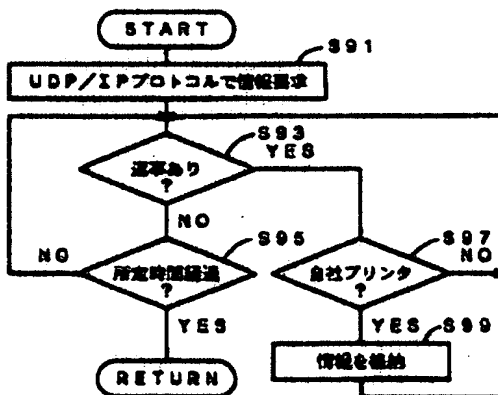 START
S91
UDP/IPプロトコルで情報要求
S93
返事あり
?
YES
NO
S95
所定時間経過
?
NO
YES
S97
自社プリンタ
?
NO
YES
S99
情報を格納
RETURN